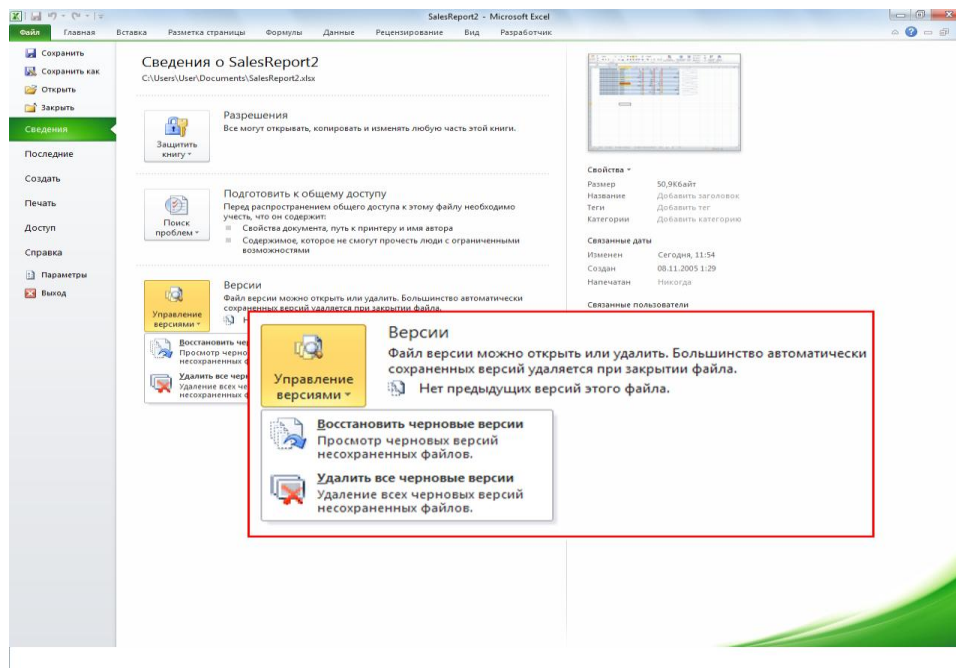 SalesReport2 - Microsoft Excel
Файл Главная Вставка Разметка страницы Формулы Данные Рецензирование Вид Разработчик
Сохранить
Сохранить как
Открыть
Закрыть
Сведения
Последние
Создать
Печать
Доступ
Справка
Параметры
Выход
Сведения о SalesReport2
C:\Users\User\Documents\SalesReport2.xlsx
Защитить
книгу
Разрешения
Все могут открывать, копировать и изменять любую часть этой книги.
Поиск
проблем
Подготовить к общему доступу
Перед распространением общего доступа к этому файлу необходимо
учесть, что он содержит:
Свойства документа, путь к принтеру и имя автора
Содержимое, которое не смогут прочесть люди с ограниченными
возможностями
Управление
версиями
Версии
Файл версии можно открыть или удалить. Большинство автоматически
сохраненных версий удаляется при закрытии файла.
Восстановить
Просмотр
несохраненных
Удалить все
Удаление всех
несохраненных
Свойства
Размер 50,9Кбайт
Название Добавить заголовок
Теги Добавить тег
Категории Добавить категорию
Связанные даты
Изменен Сегодня, 11:54
Создан 08.11.2005 1:29
Напечатан Никогда
Связанные пользователи
Управление
версиями
Версии
Файл версии можно открыть или удалить. Большинство автоматически
сохраненных версий удаляется при закрытии файла.
Нет предыдущих версий этого файла.
Восстановить черновые версии
Просмотр черновых версий
несохраненных файлов.
Удалить все черновые версии
Удаление всех черновых версий
несохраненных файлов.